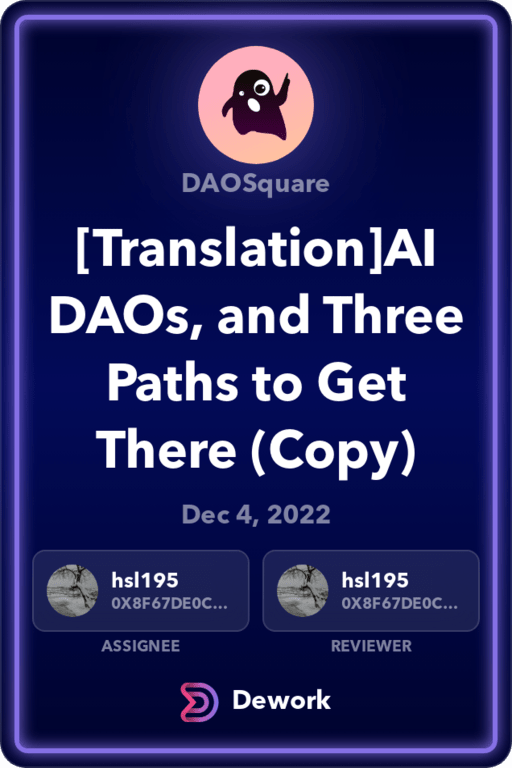 DAOSquare
[Translation]AI
DAOs, and Three
Paths to Get
There (Copy)
Dec 4, 2022
hsl195
0X8F67DE0C...
ASSIGNEE
hsl195
0X8F67DE0C...
REVIEWER
Dework